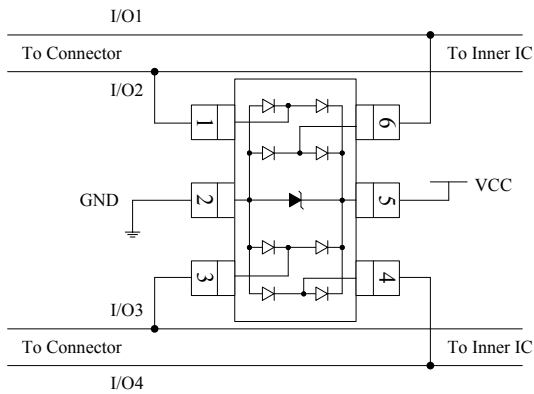 I/O1
To Connector
To Inner IC
I/O2
1
6
GND
2
5
VCC
3
4
I/O3
To Connector
To Inner IC
I/O4